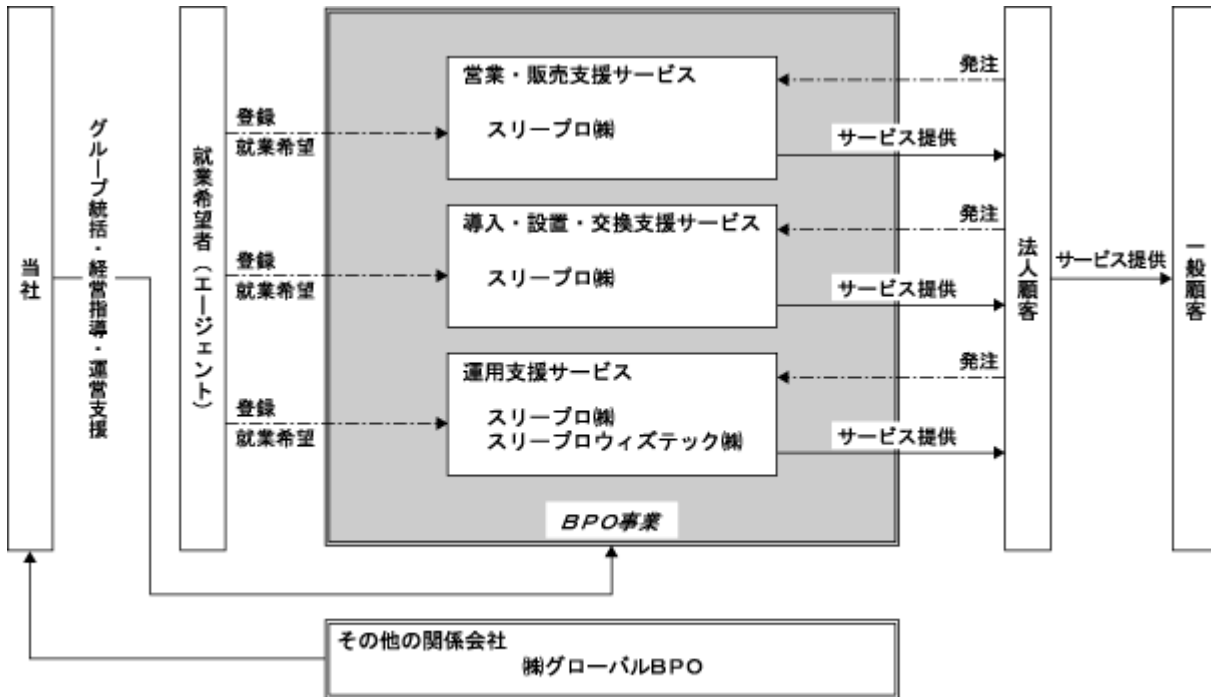 当社
グループ統括・経営指導・運営支援
就業希望者（エージェント）
登録
就業希望
営業・販売支援サービス
スリープロ㈱
発注
サービス提供
登録
就業希望
導入・設置・交換支援サービス
スリープロ㈱
発注
サービス提供
登録
就業希望
運用支援サービス
スリープロ㈱
スリープロウィズテック㈱
発注
サービス提供
BPO事業
法人顧客
サービス提供
一般顧客
その他の関係会社
㈱グローバルBPO